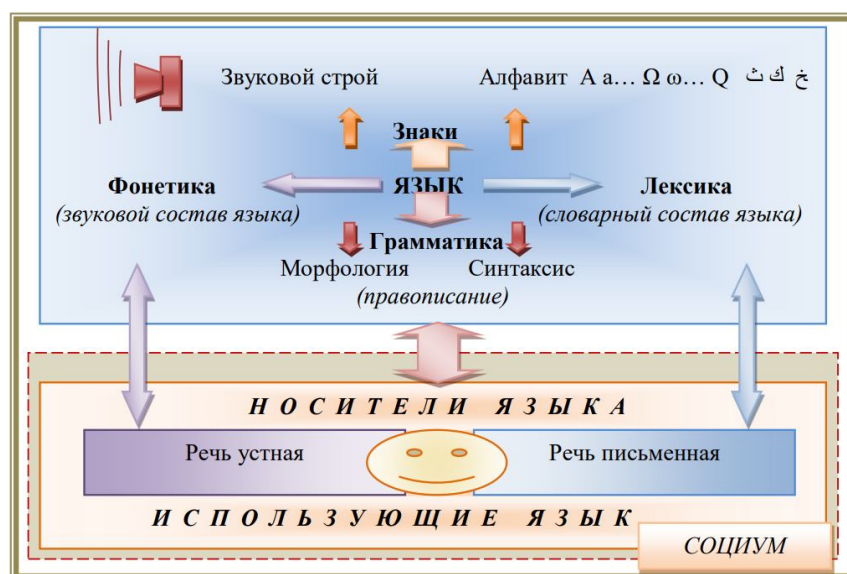 Звуковой строй Алфавит А а... Ω ω... Q خ ك ث
Знаки
Фонетика ЯЗЫК Лексика
(звуковой состав языка) (словарный состав языка)
Грамматика
Морфология Синтаксис
(правописание)
Н О С И Т Е Л И Я З Ы К А
Речь устная Речь письменная
И С П О Л Ь З У Ю Щ И Е Я З Ы К
СОЦИУМ